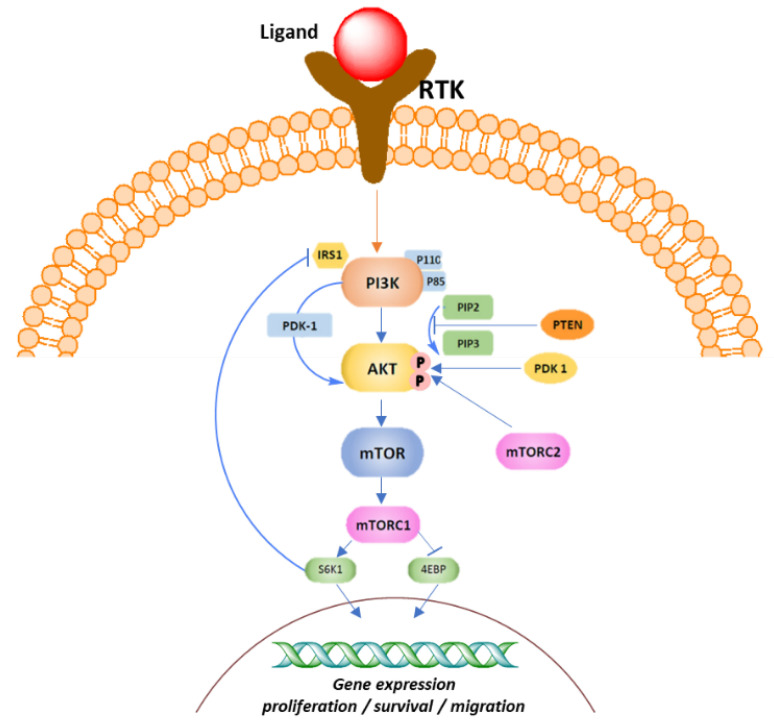 Ligand
RTK
IRS1
P110
PI3K
P85
PIP2
PDK-1
PTEN
PIP3
AKT
P
P
PDK 1
mTOR
mTORC2
mTORC1
S6K1
4EBP
Gene expression
proliferation / survival / migration